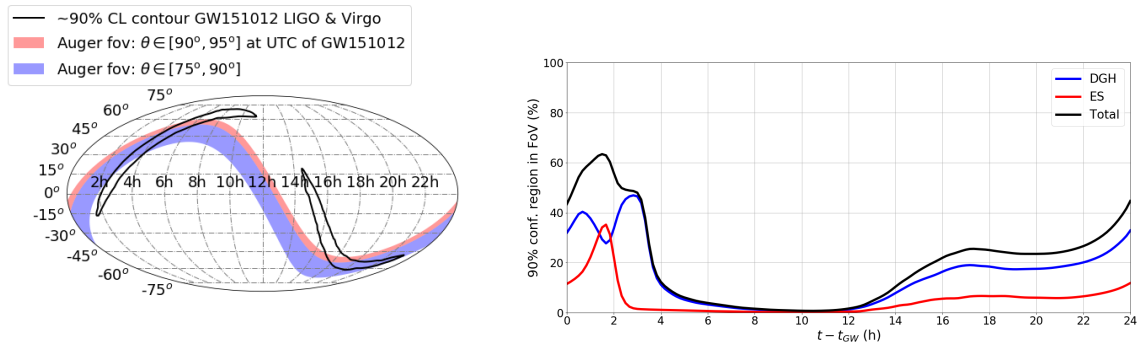 ~90% CL contour GW151012 LIGO & Virgo
Auger fov: θ ∈ [90°, 95°] at UTC of GW151012
Auger fov: θ ∈ [75°, 90°]
75°
60°
45°
30°
15°
0°
-15°
-30°
-45°
-60°
-75°
2h 4h 6h 8h 10h 12h 14h 16h 18h 20h 22h
90% conf. region in FoV (%)
100
80
60
40
20
0
DGH
ES
Total
0 2 4 6 8 10 12 14 16 18 20 22 24
t − t_GW (h)